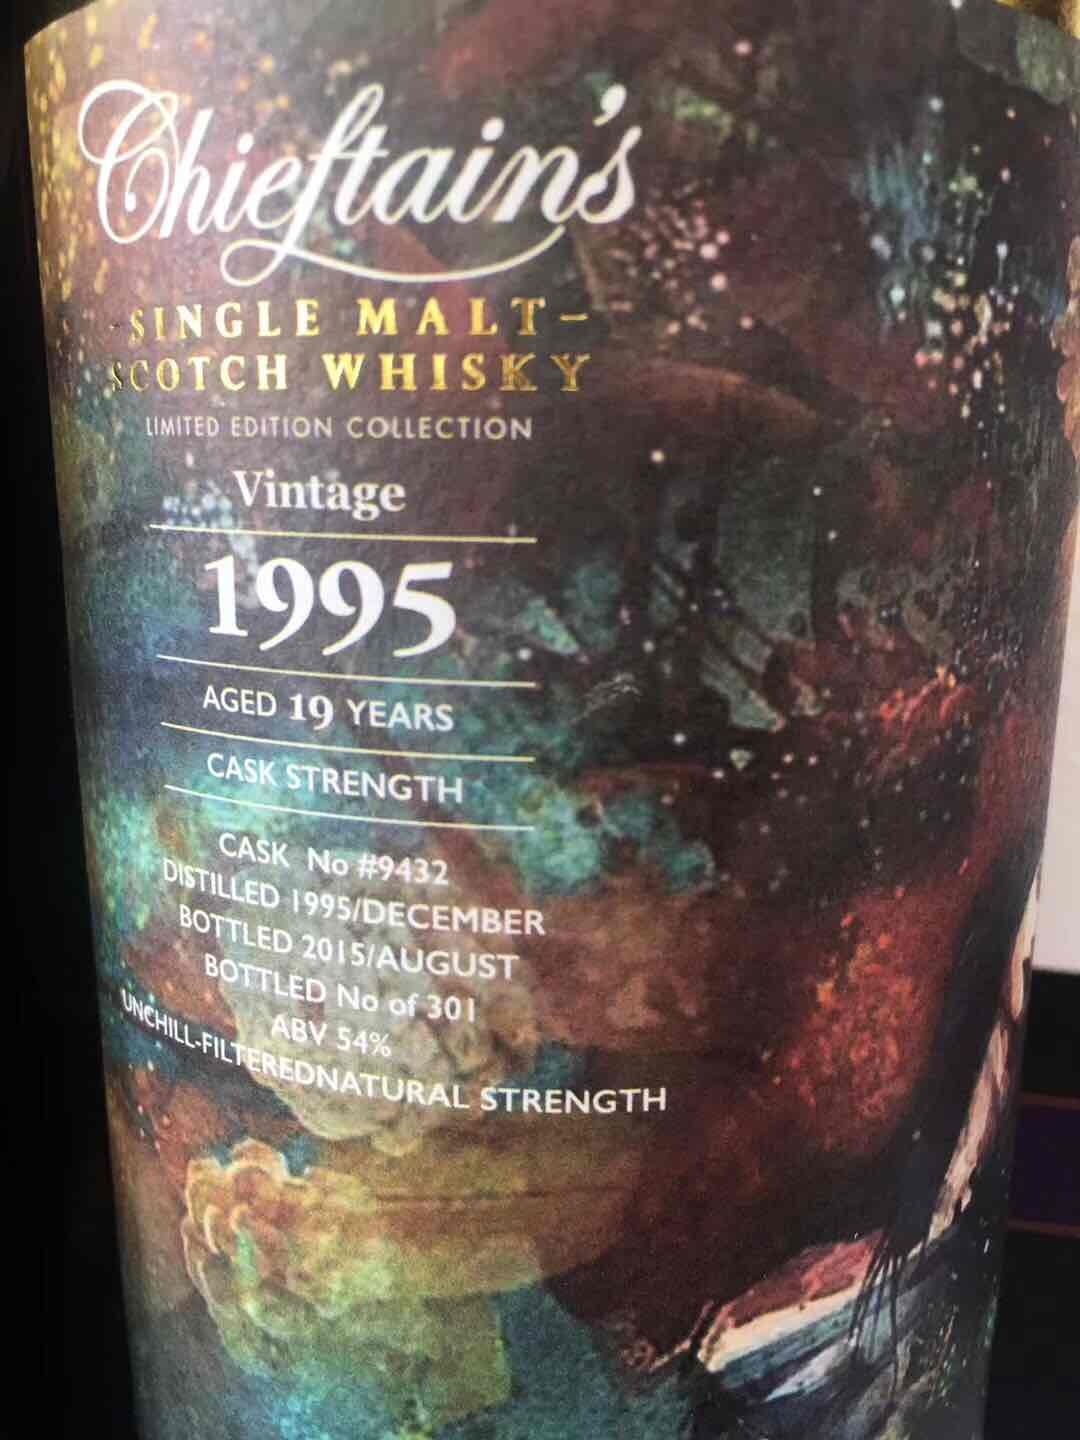 Chieftain's
-SINGLE MALT-
SCOTCH WHISKY
LIMITED EDITION COLLECTION
Vintage
1995
AGED 19 YEARS
CASK STRENGTH
CASK No #9432
DISTILLED 1995/DECEMBER
BOTTLED 2015/AUGUST
BOTTLED No of 301
ABV 54%
UNCHILL-FILTEREDNATURAL STRENGTH